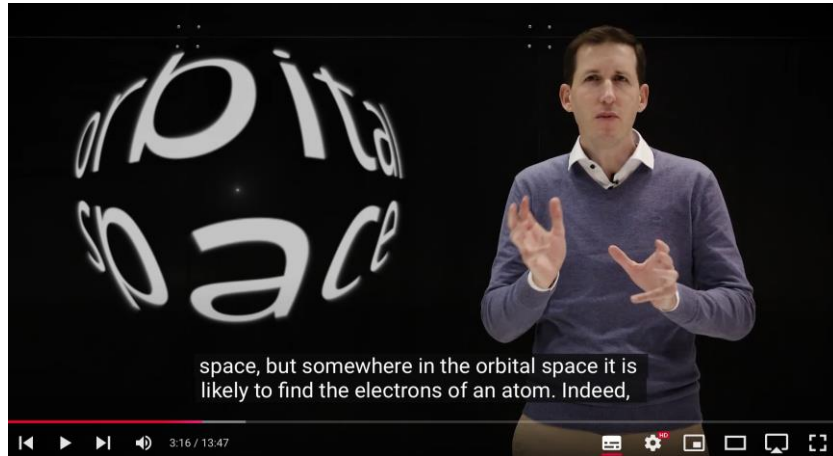 orbital
space
space, but somewhere in the orbital space it is
likely to find the electrons of an atom. Indeed,
3:16 / 13:47
HD